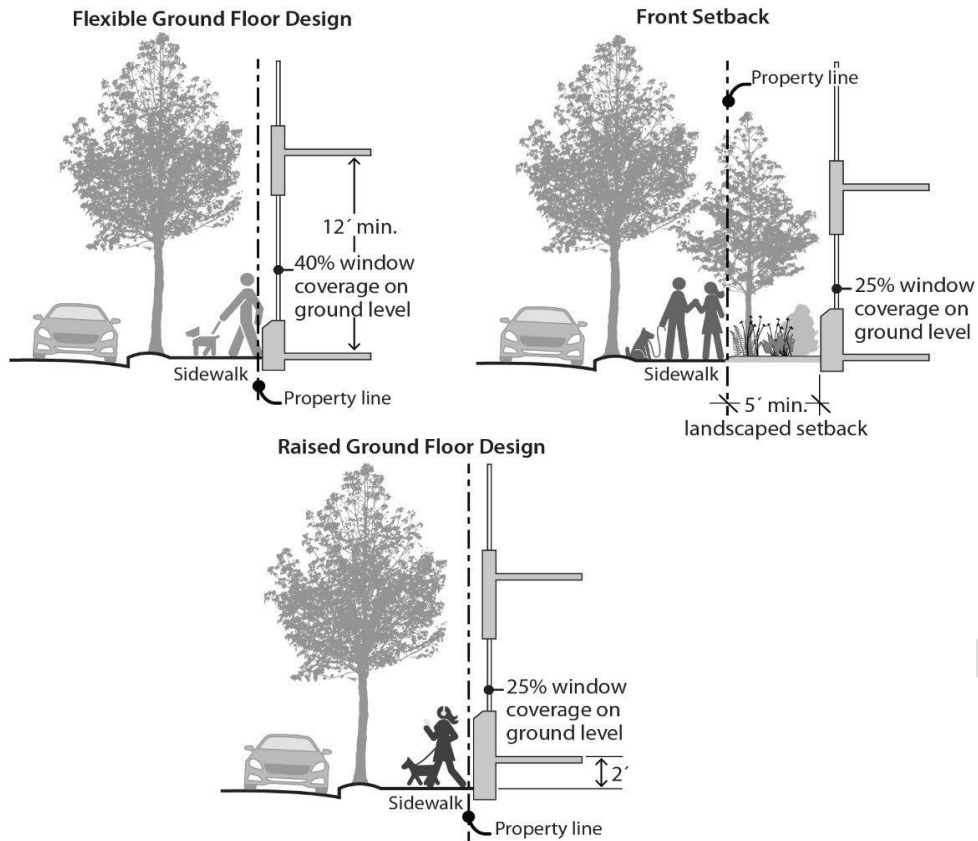 Flexible Ground Floor Design
12´ min.
40% window
coverage on
ground level
Sidewalk
Property line
Front Setback
Property line
25% window
coverage on
ground level
Sidewalk
5´ min.
landscaped setback
Raised Ground Floor Design
25% window
coverage on
ground level
2´
Sidewalk
Property line